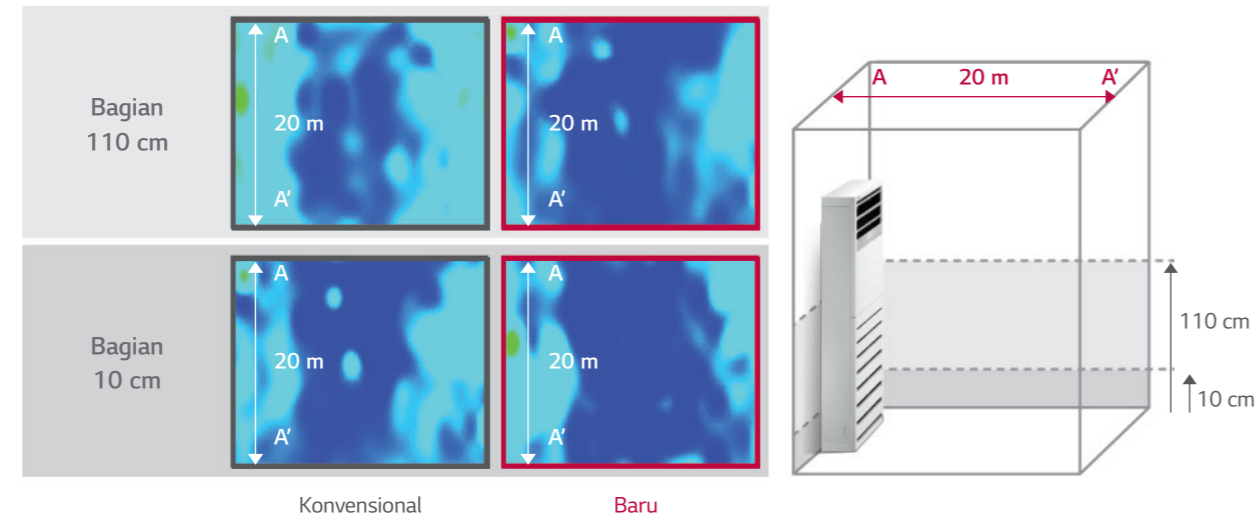 Bagian
110 cm
A
20 m
A'
A
20 m
A'
Bagian
10 cm
A
20 m
A'
A
20 m
A'
Konvensional
Baru
A 20 m A'
110 cm
10 cm